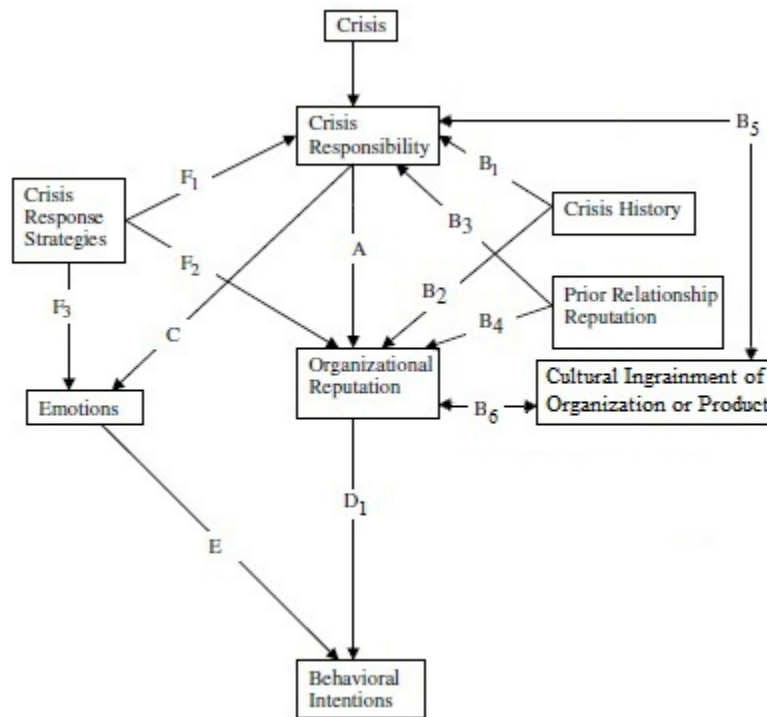 Crisis
Crisis
Responsibility
B5
F1
B1
Crisis
Response
Strategies
Crisis History
B3
A
F2
B2
Prior Relationship
Reputation
F3
C
B4
Organizational
Reputation
Cultural Ingrainment of
Organization or Product
Emotions
B6
D1
E
Behavioral
Intentions